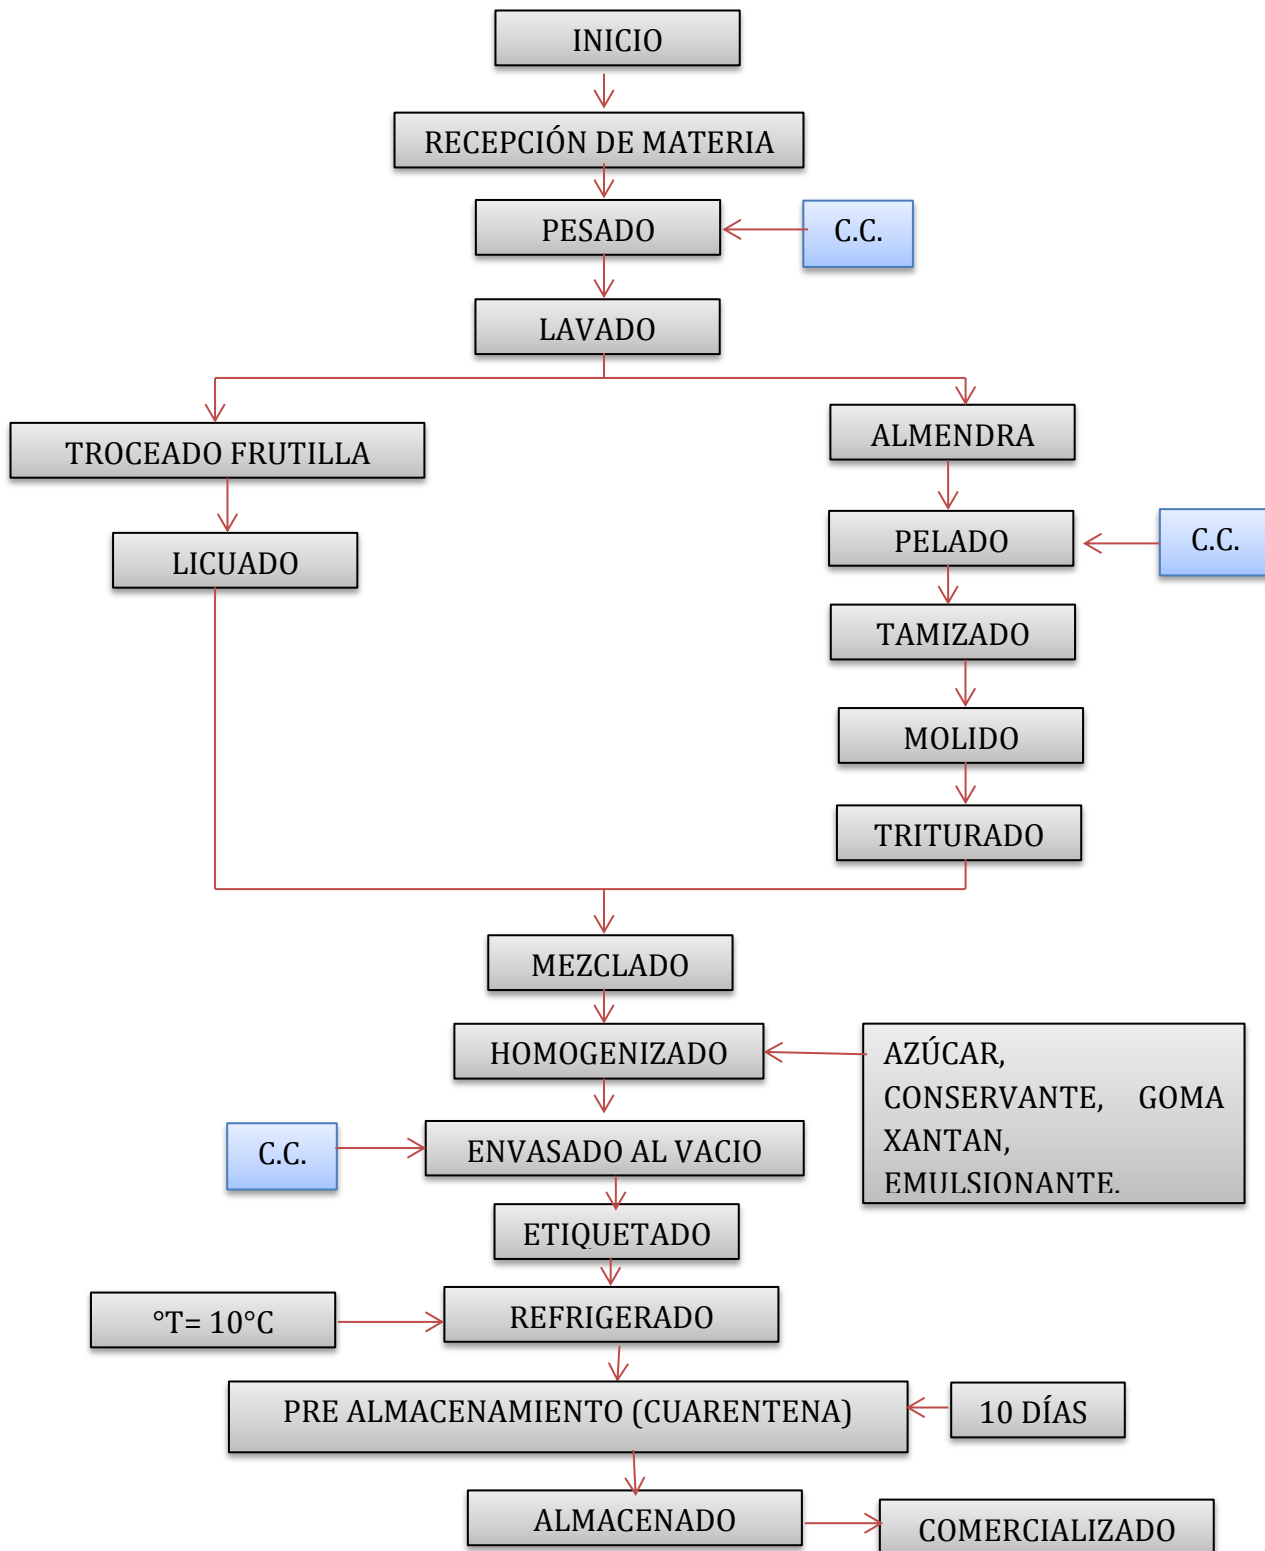 INICIO
RECEPCIÓN DE MATERIA
PESADO
C.C.
LAVADO
TROCEADO FRUTILLA
LICUADO
ALMENDRA
PELADO
C.C.
TAMIZADO
MOLIDO
TRITURADO
MEZCLADO
HOMOGENIZADO
AZÚCAR,
CONSERVANTE, GOMA
XANTAN,
EMULSIONANTE.
C.C.
ENVASADO AL VACIO
ETIQUETADO
°T= 10°C
REFRIGERADO
PRE ALMACENAMIENTO (CUARENTENA)
10 DÍAS
ALMACENADO
COMERCIALIZADO